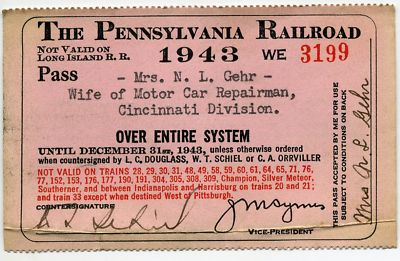 THE PENNSYLVANIA RAILROAD
NOT VALID ON
LONG ISLAND R. R.
1943
WE 3199
Pass
- Mrs. N. L. Gehr -
Wife of Motor Car Repairman,
Cincinnati Division.
OVER ENTIRE SYSTEM
UNTIL DECEMBER 31ST, 1943, unless otherwise ordered
when countersigned by L. C. DOUGLASS, W. T. SCHIEL or C. A. ORRVILLER
NOT VALID ON TRAINS 28, 29, 30, 31, 48, 49, 58, 59, 60, 61, 64, 65, 71, 76,
77, 152, 153, 176, 177, 190, 191, 304, 305, 308, 309, Champion, Silver Meteor,
Southerner, and between Indianapolis and Harrisburg on trains 20 and 21;
and train 33 except when destined West of Pittsburgh.
COUNTERSIGNATURE
VICE-PRESIDENT
THIS PASS ACCEPTED BY ME FOR USE
SUBJECT TO CONDITIONS ON BACK
Mrs N. L. Gehr